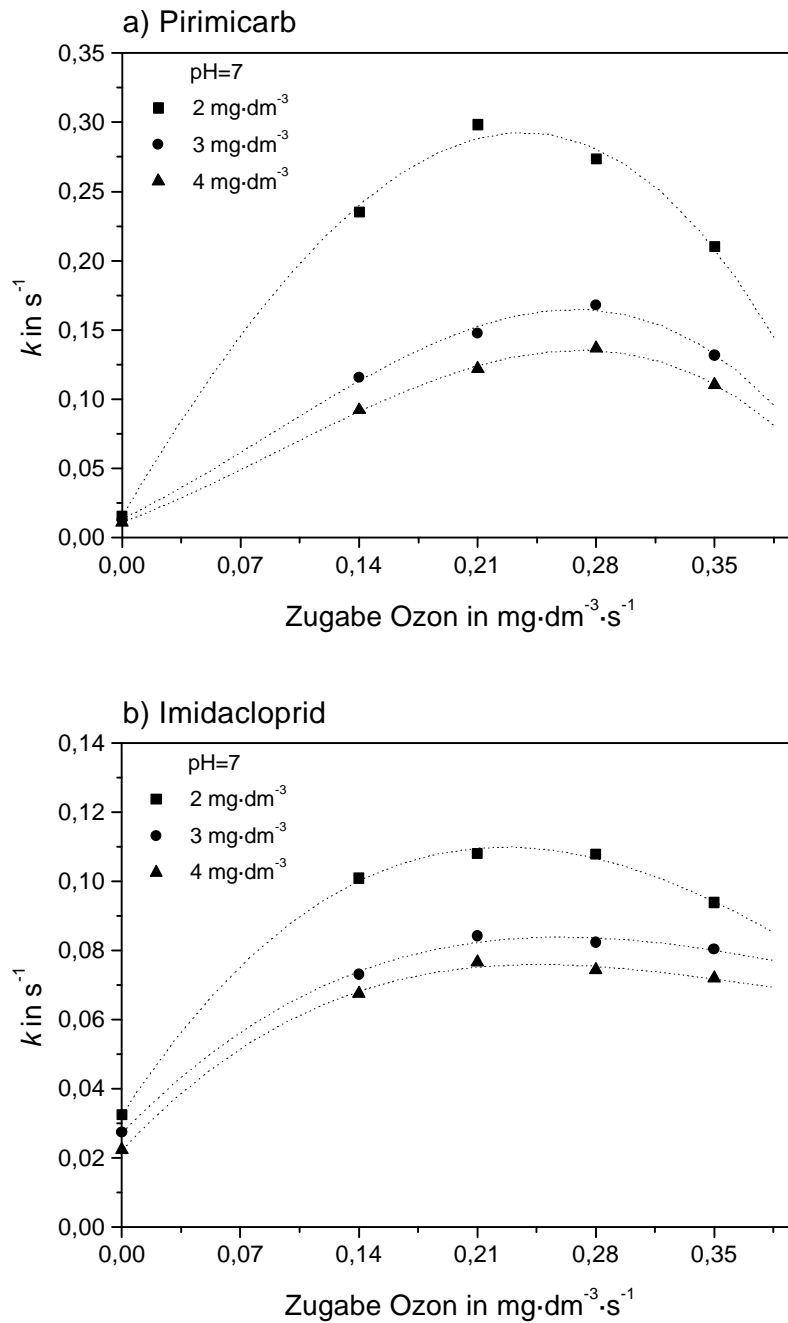 a) Pirimicarb
0,35
0,30
0,25
0,20
0,15
0,10
0,05
0,00
k in s⁻¹
pH=7
2 mg·dm⁻³
3 mg·dm⁻³
4 mg·dm⁻³
0,00 0,07 0,14 0,21 0,28 0,35
Zugabe Ozon in mg·dm⁻³·s⁻¹
b) Imidacloprid
0,14
0,12
0,10
0,08
0,06
0,04
0,02
0,00
k in s⁻¹
pH=7
2 mg·dm⁻³
3 mg·dm⁻³
4 mg·dm⁻³
0,00 0,07 0,14 0,21 0,28 0,35
Zugabe Ozon in mg·dm⁻³·s⁻¹